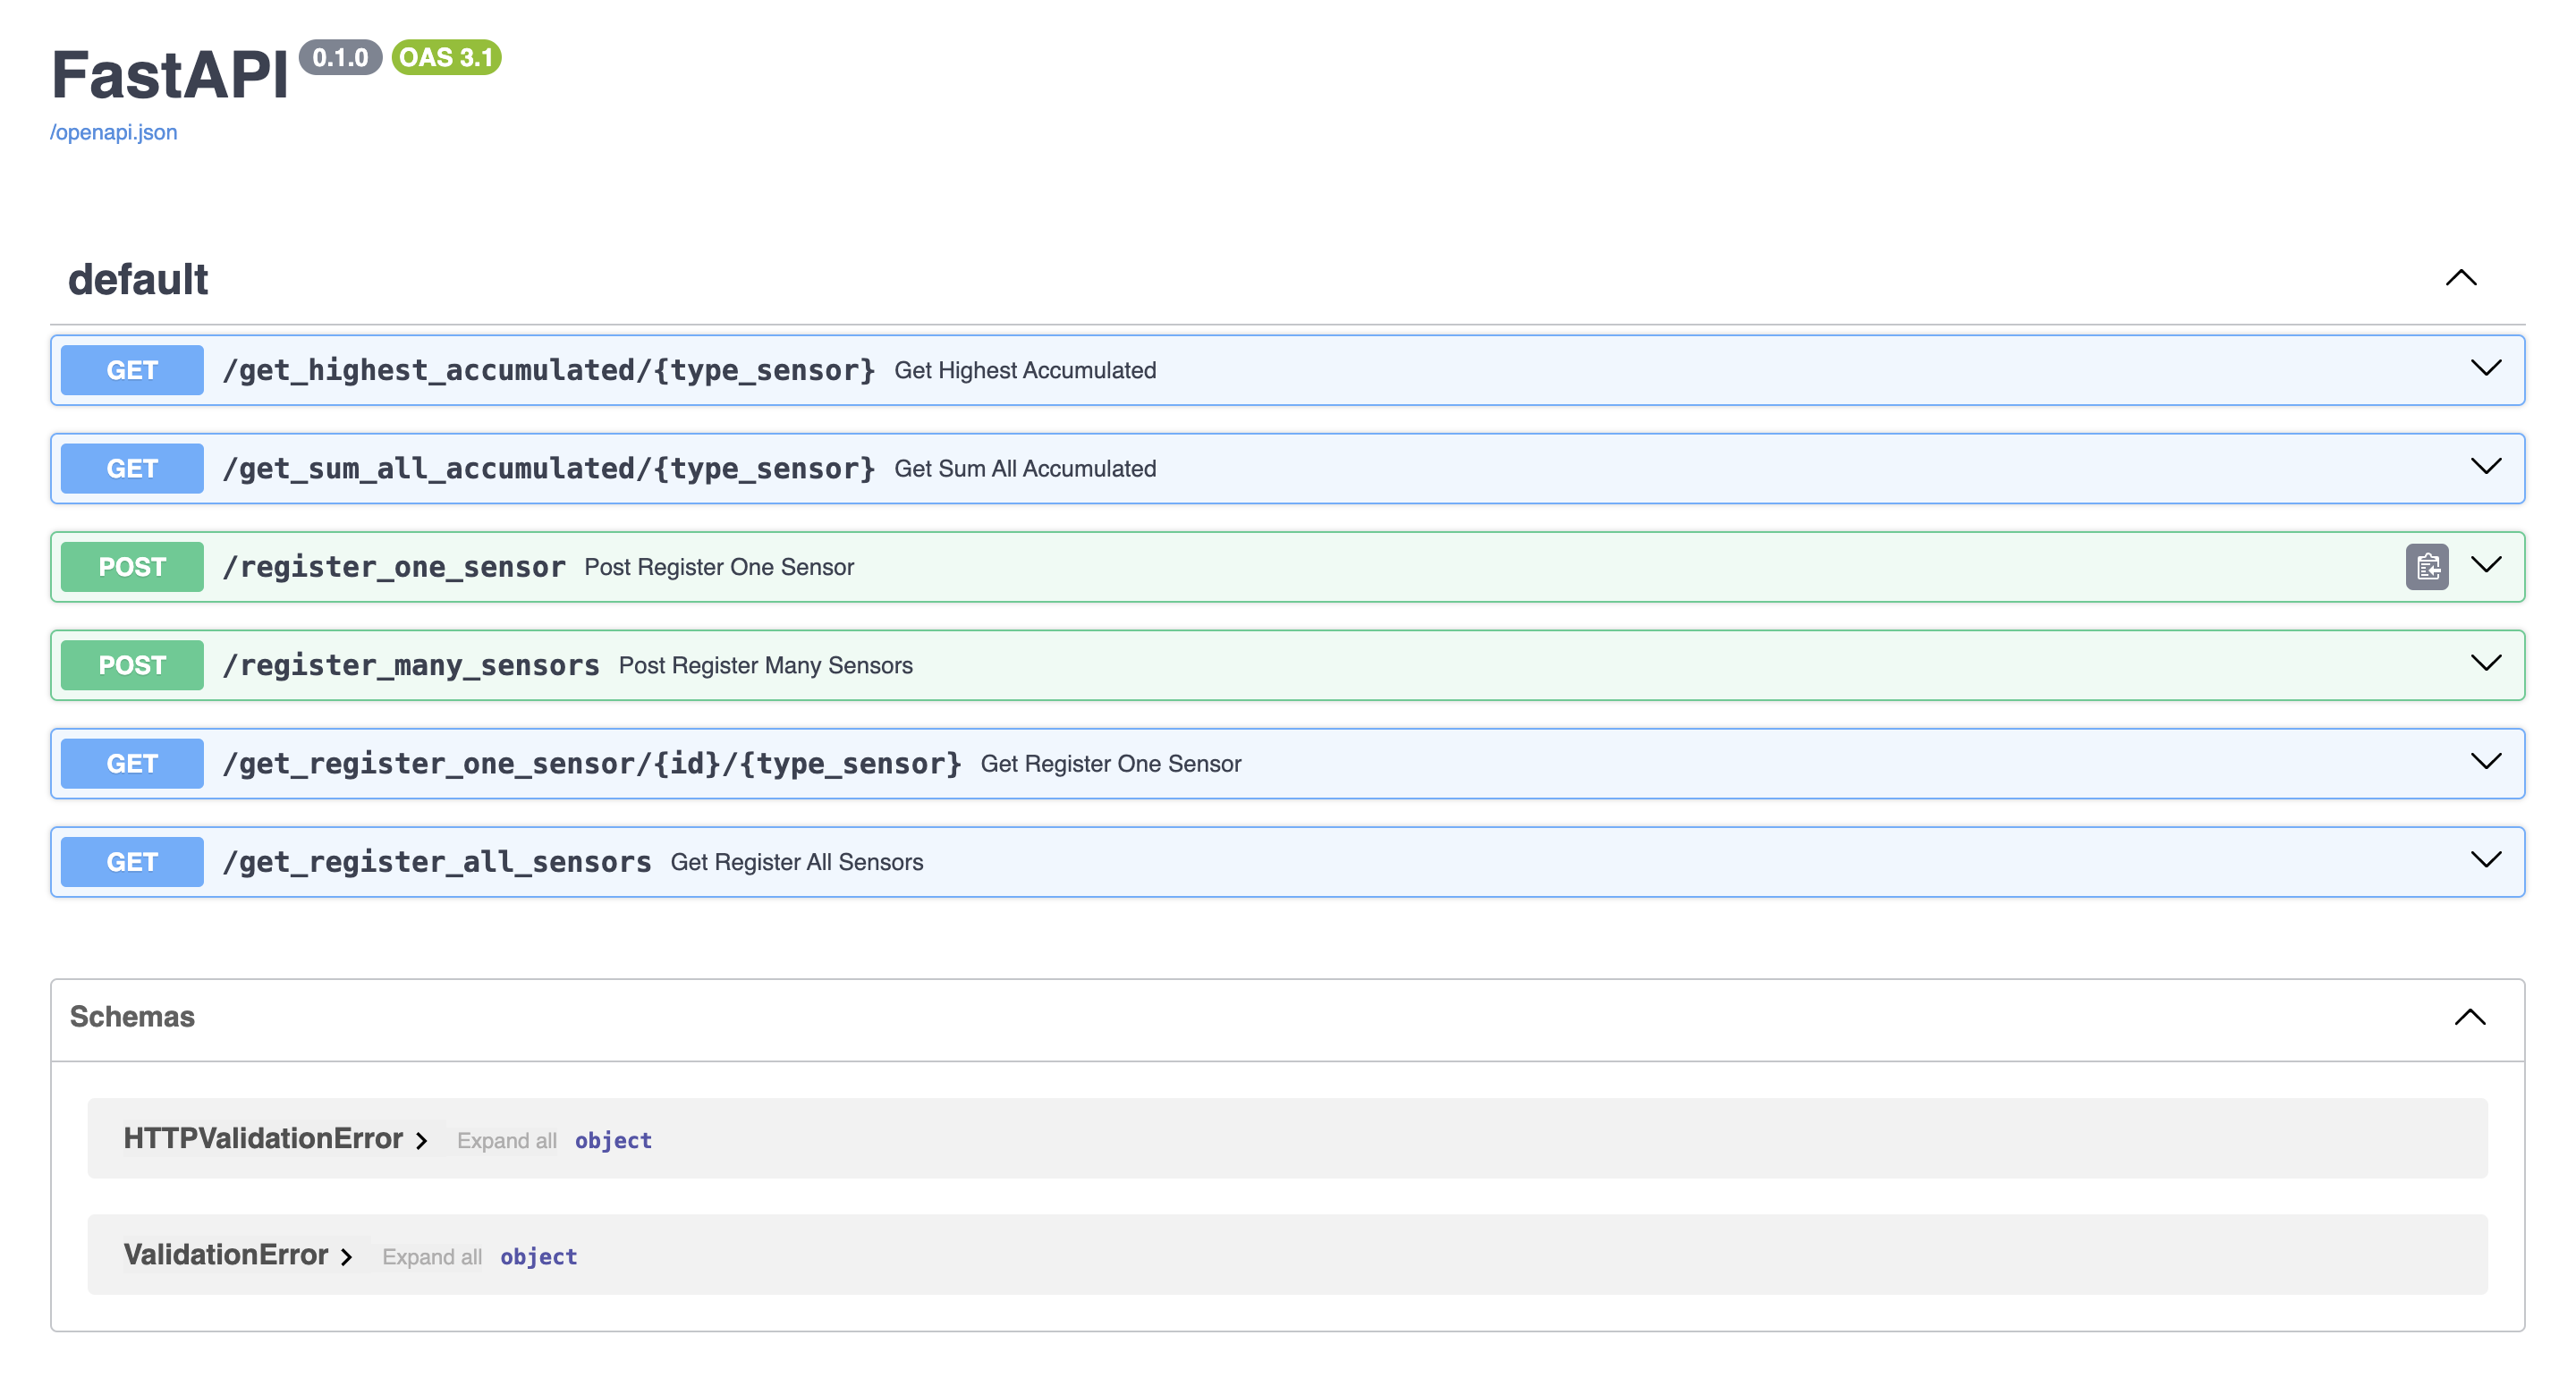 FastAPI 0.1.0 OAS 3.1
/openapi.json
default
GET /get_highest_accumulated/{type_sensor} Get Highest Accumulated
GET /get_sum_all_accumulated/{type_sensor} Get Sum All Accumulated
POST /register_one_sensor Post Register One Sensor
POST /register_many_sensors Post Register Many Sensors
GET /get_register_one_sensor/{id}/{type_sensor} Get Register One Sensor
GET /get_register_all_sensors Get Register All Sensors
Schemas
HTTPValidationError Expand all object
ValidationError Expand all object